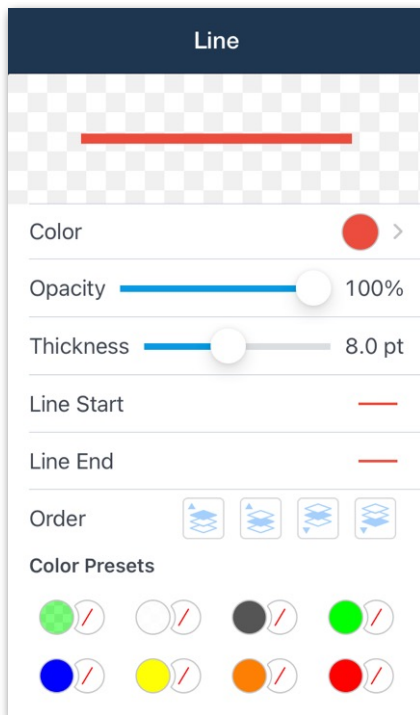 Line
Color
Opacity 100%
Thickness 8.0 pt
Line Start
Line End
Order
Color Presets